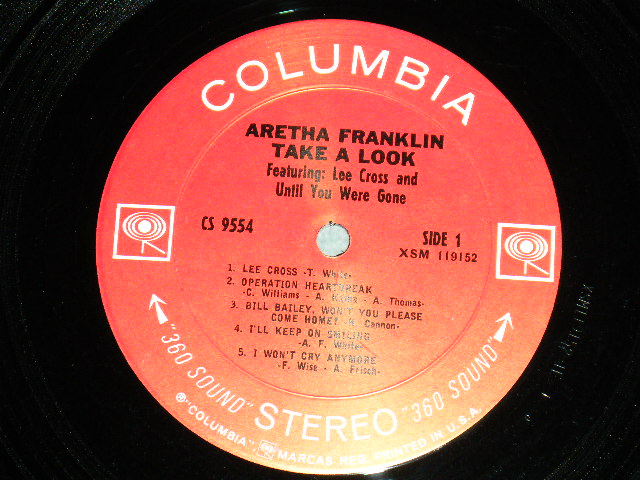 COLUMBIA
ARETHA FRANKLIN
TAKE A LOOK
Featuring: Lee Cross and
Until You Were Gone
CS 9554
SIDE 1
XSM 119152
1. LEE CROSS -T. White-
2. OPERATION HEARTBREAK
-C. Williams - A. - A. Thomas-
3. BILL BAILEY, WON'T YOU PLEASE
COME HOME? -H. Cannon-
4. I'LL KEEP ON SMILING
-A. F. White-
5. I WON'T CRY ANYMORE
-F. Wise - A. Frisch-
"360 SOUND" STEREO "360 SOUND"
® "COLUMBIA" MARCAS REG. PRINTED IN U.S.A.